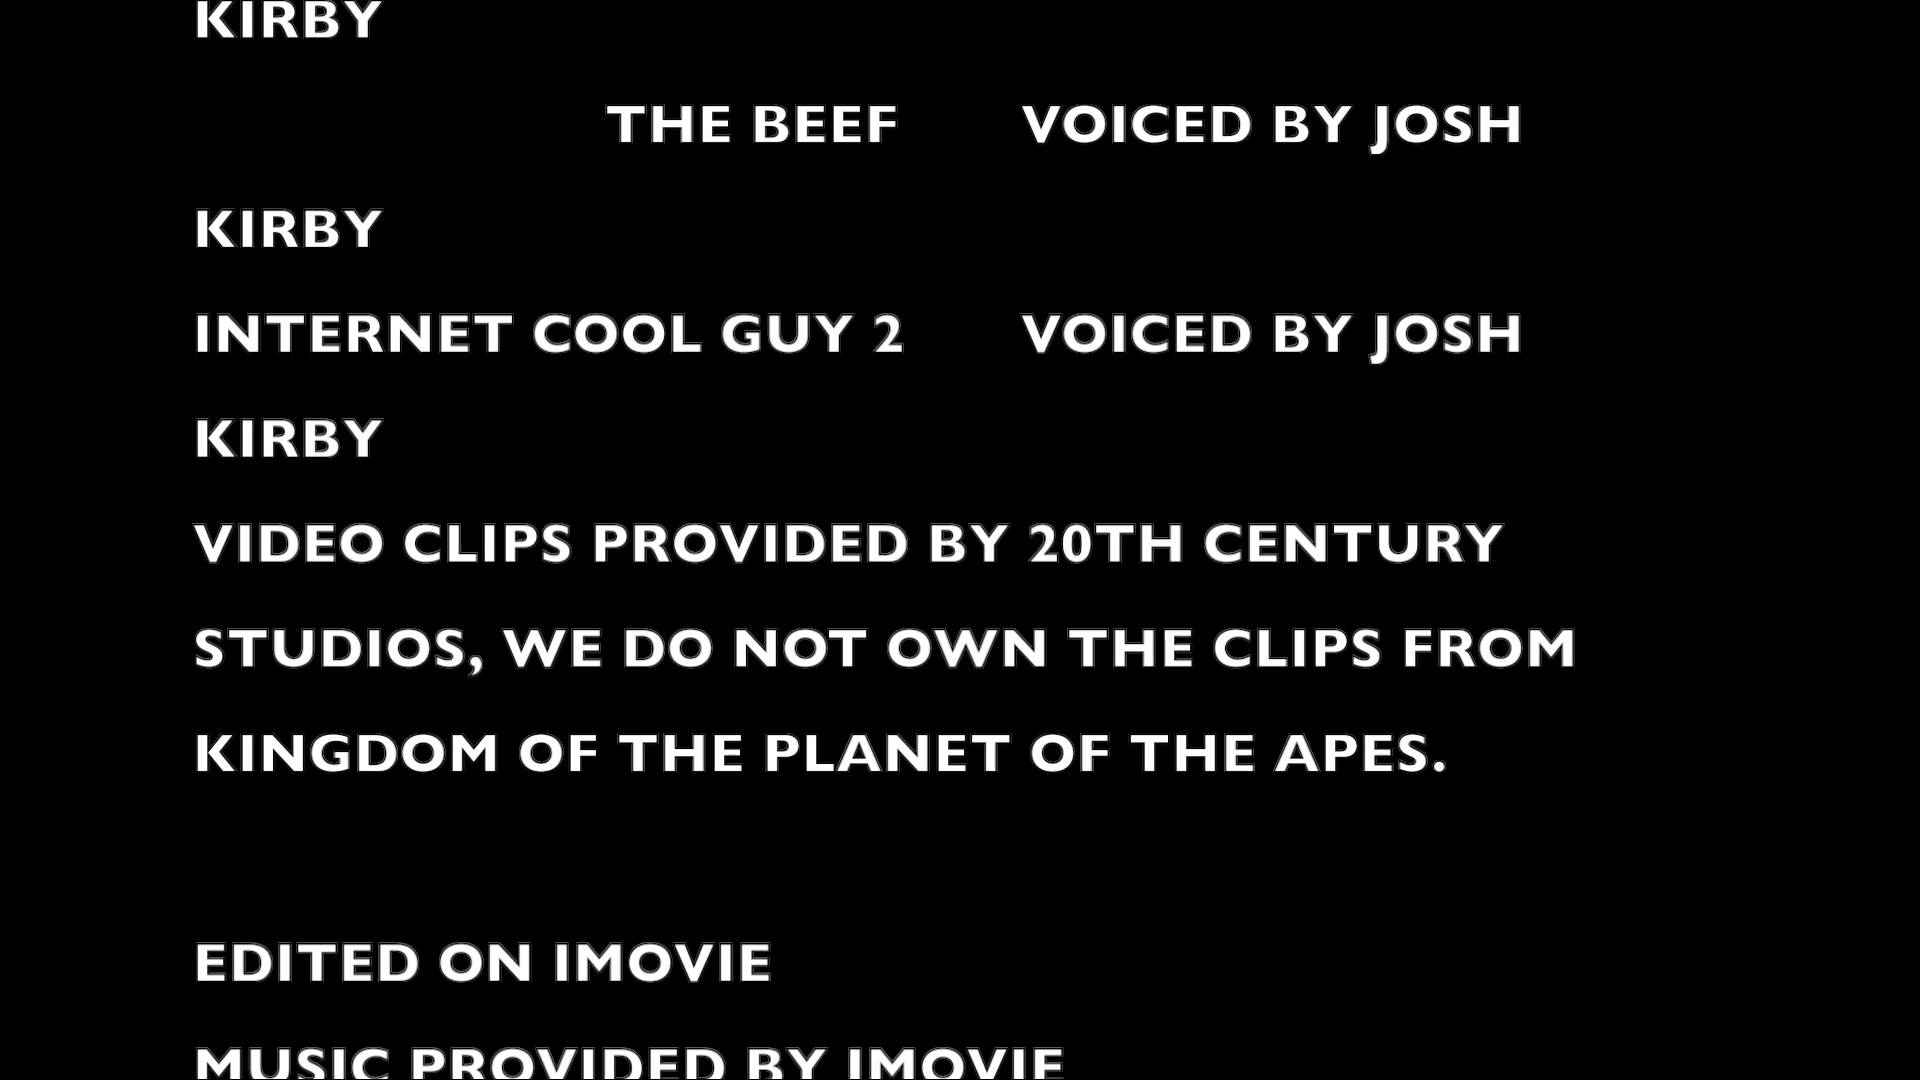 KIRBY
THE BEEF VOICED BY JOSH
KIRBY
INTERNET COOL GUY 2 VOICED BY JOSH
KIRBY
VIDEO CLIPS PROVIDED BY 20TH CENTURY
STUDIOS, WE DO NOT OWN THE CLIPS FROM
KINGDOM OF THE PLANET OF THE APES.
EDITED ON IMOVIE
MUSIC PROVIDED BY IMOVIE